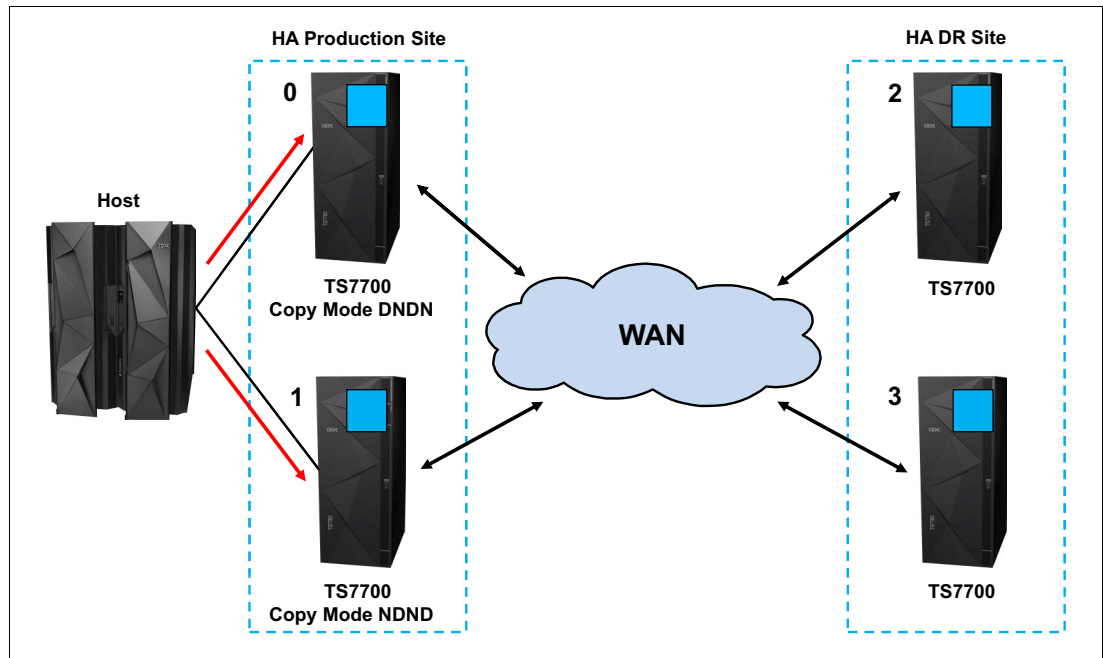 HA Production Site
HA DR Site
0
2
Host
TS7700
Copy Mode DNDN
TS7700
WAN
1
3
TS7700
Copy Mode NDND
TS7700